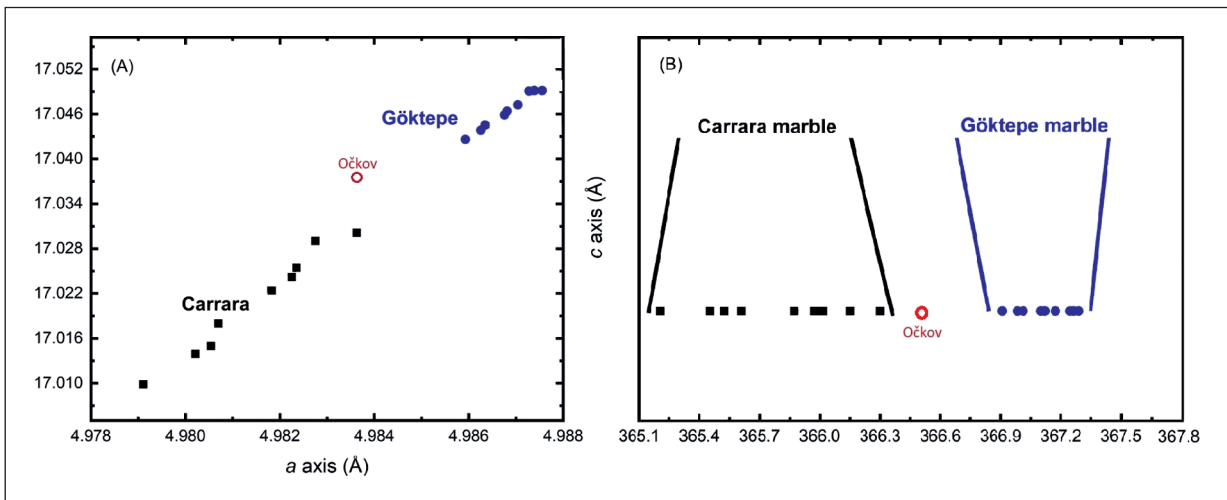 (A)
17.052
17.046
17.040
17.034
17.028
17.022
17.016
17.010
Göktepe
Očkov
Carrara
4.978
4.980
4.982
4.984
4.986
4.988
a axis (Å)
(B)
c axis (Å)
Carrara marble
Göktepe marble
Očkov
365.1
365.4
365.7
366.0
366.3
366.6
366.9
367.2
367.5
367.8